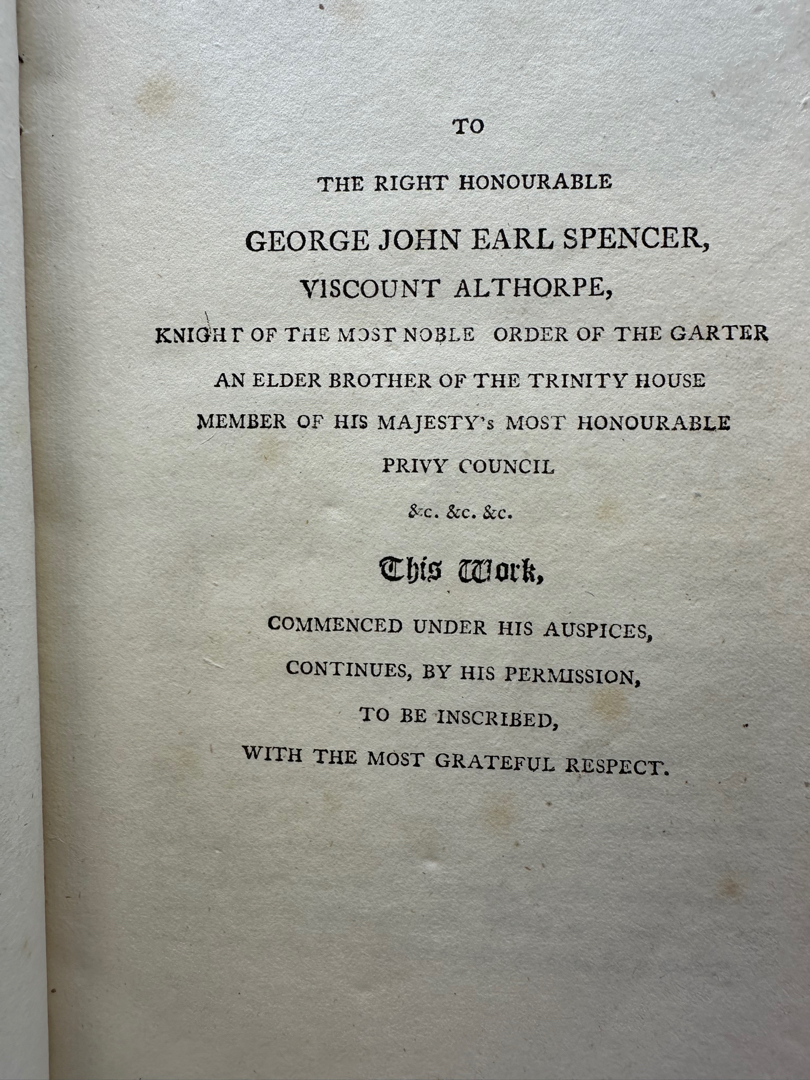 TO
THE RIGHT HONOURABLE
GEORGE JOHN EARL SPENCER,
VISCOUNT ALTHORPE,
KNIGHT OF THE MOST NOBLE ORDER OF THE GARTER
AN ELDER BROTHER OF THE TRINITY HOUSE
MEMBER OF HIS MAJESTY's MOST HONOURABLE
PRIVY COUNCIL
&c. &c. &c.
This Work,
COMMENCED UNDER HIS AUSPICES,
CONTINUES, BY HIS PERMISSION,
TO BE INSCRIBED,
WITH THE MOST GRATEFUL RESPECT.